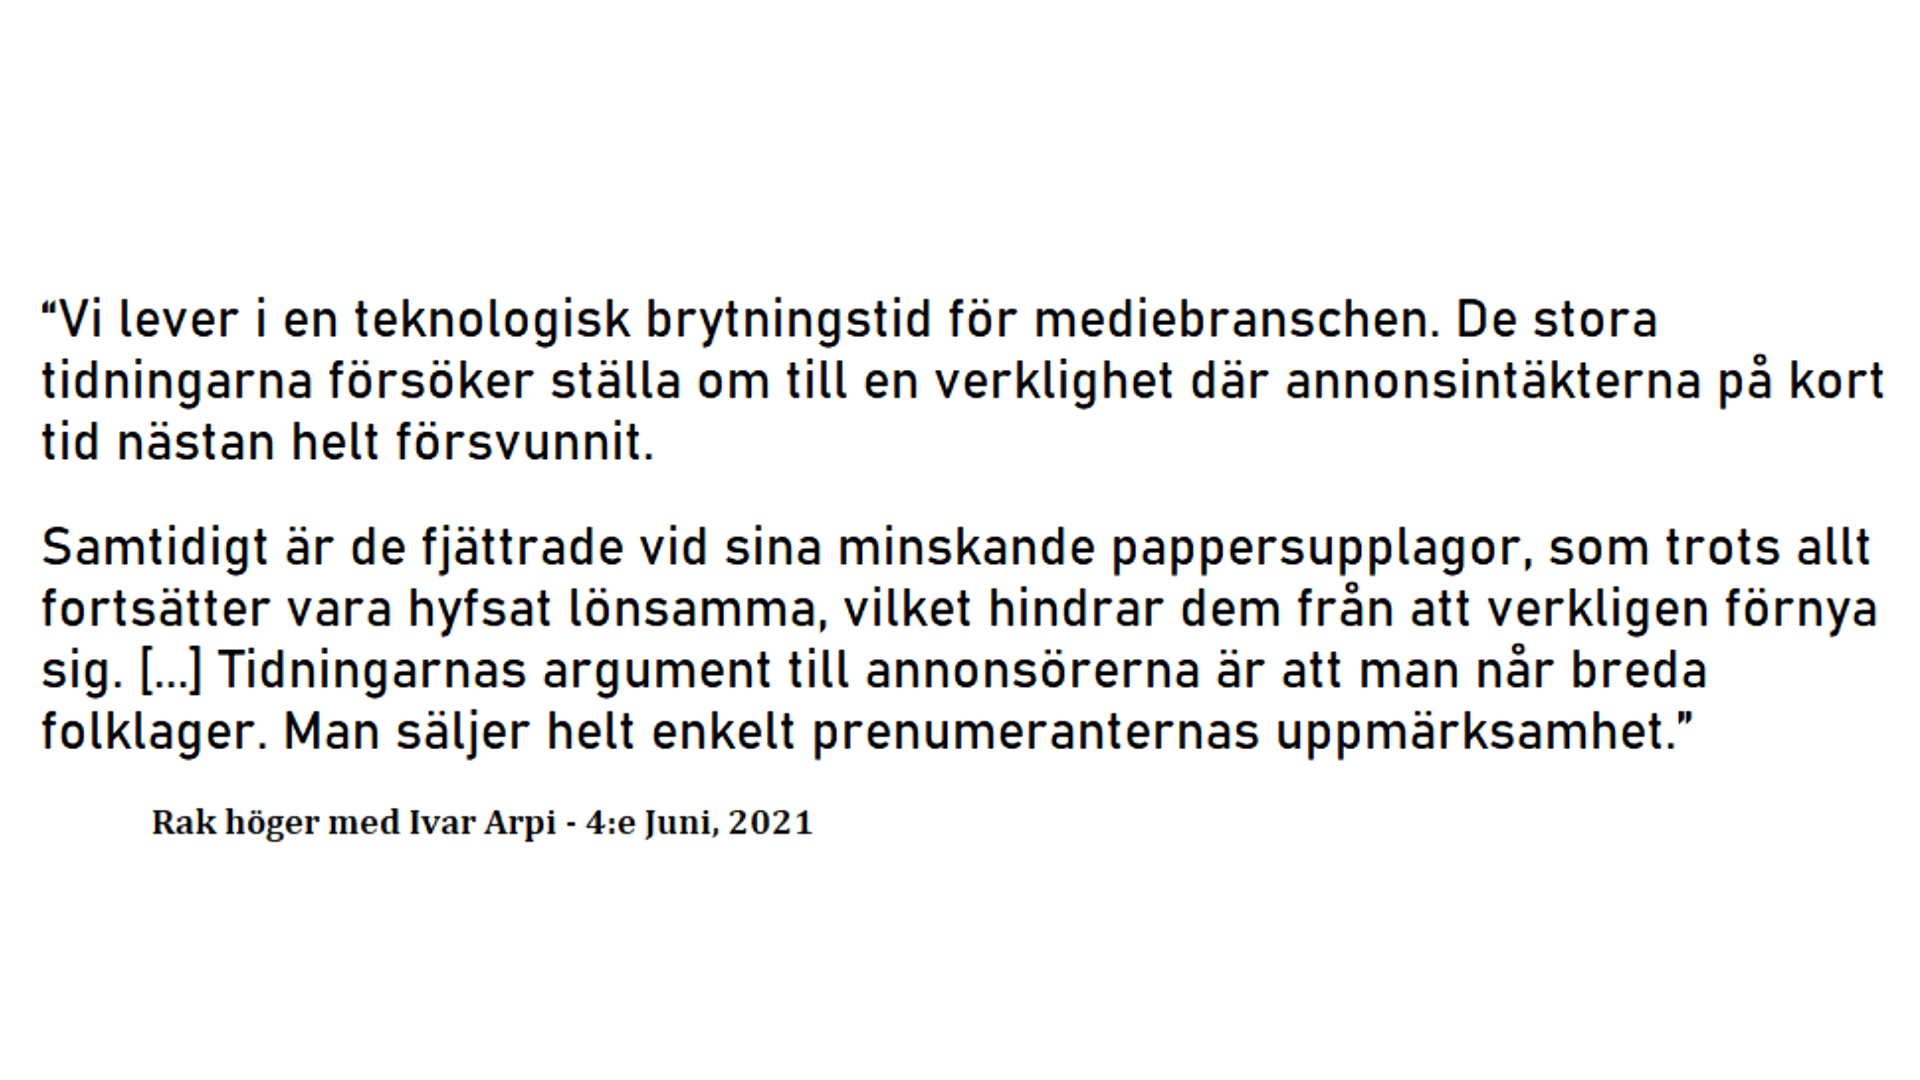 “Vi lever i en teknologisk brytningstid för mediebranschen. De stora
tidningarna försöker ställa om till en verklighet där annonsintäkterna på kort
tid nästan helt försvunnit.
Samtidigt är de fjättrade vid sina minskande pappersupplagor, som trots allt
fortsätter vara hyfsat lönsamma, vilket hindrar dem från att verkligen förnya
sig. [...] Tidningarnas argument till annonsörerna är att man når breda
folklager. Man säljer helt enkelt prenumeranternas uppmärksamhet.”
Rak höger med Ivar Arpi - 4:e Juni, 2021